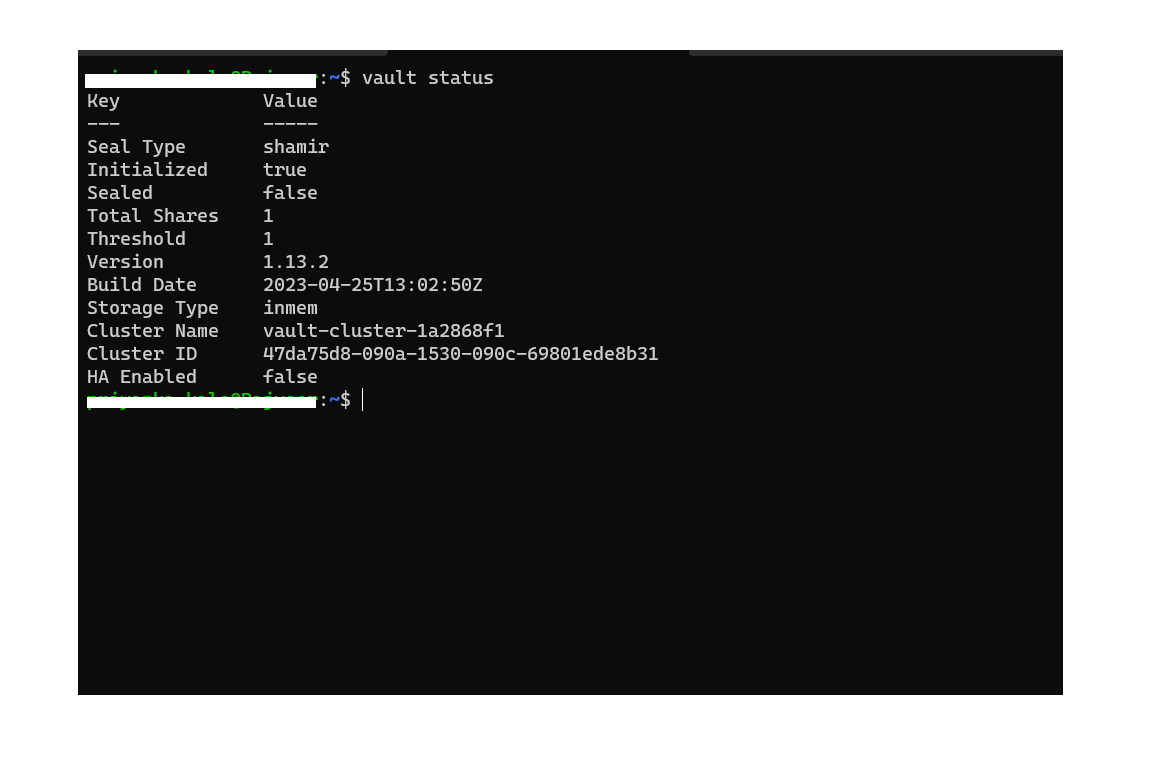 :~$ vault status
Key             Value
---             -----
Seal Type       shamir
Initialized     true
Sealed          false
Total Shares    1
Threshold       1
Version         1.13.2
Build Date      2023-04-25T13:02:50Z
Storage Type    inmem
Cluster Name    vault-cluster-1a2868f1
Cluster ID      47da75d8-090a-1530-090c-69801ede8b31
HA Enabled      false
:~$